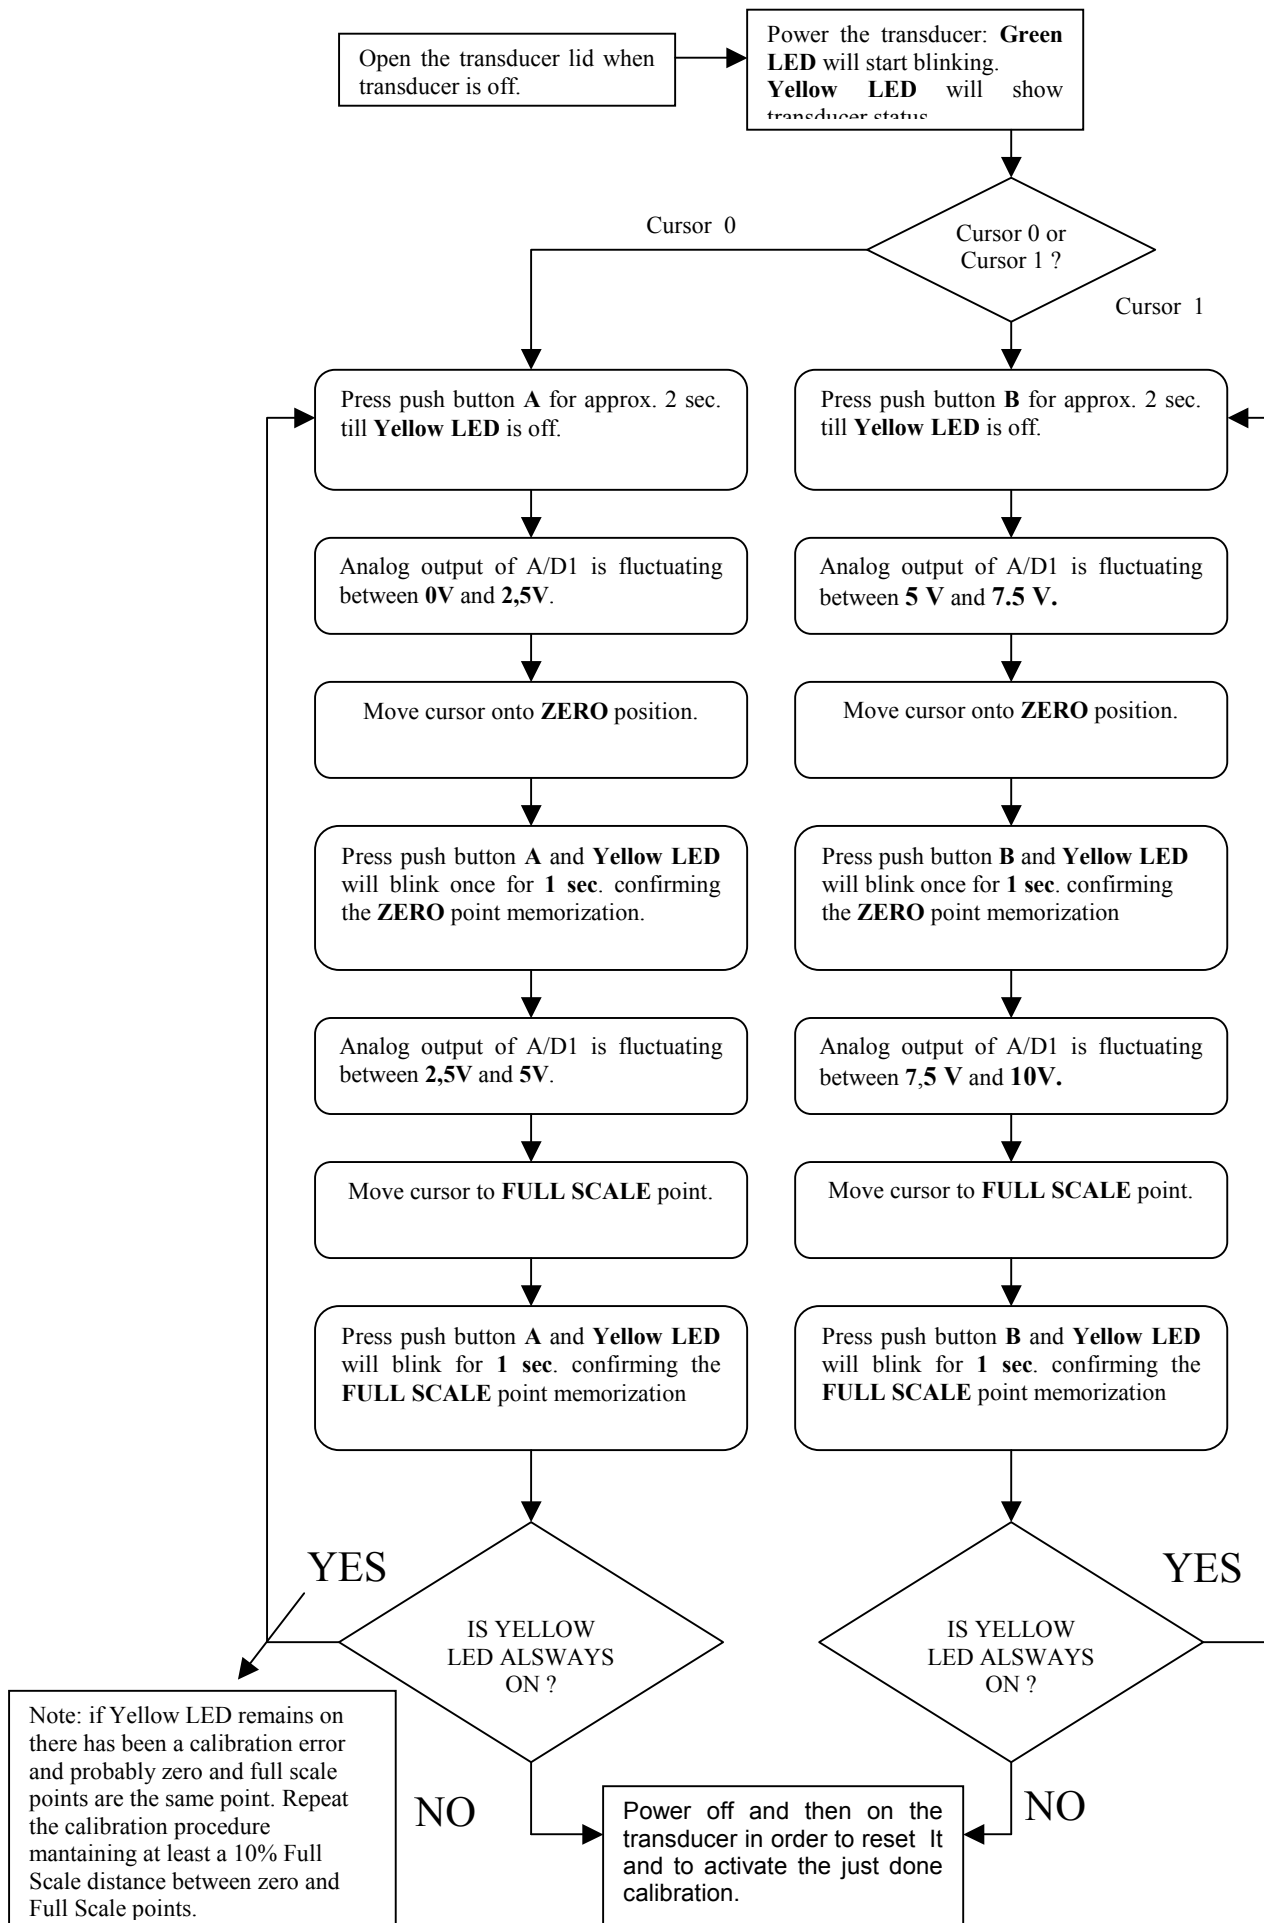 Open the transducer lid when
transducer is off.
Power the transducer: Green
LED will start blinking.
Yellow LED will show
transducer status
Cursor 0
Cursor 0 or
Cursor 1 ?
Cursor 1
Press push button A for approx. 2 sec.
till Yellow LED is off.
Press push button B for approx. 2 sec.
till Yellow LED is off.
Analog output of A/D1 is fluctuating
between 0V and 2,5V.
Analog output of A/D1 is fluctuating
between 5 V and 7.5 V.
Move cursor onto ZERO position.
Move cursor onto ZERO position.
Press push button A and Yellow LED
will blink once for 1 sec. confirming
the ZERO point memorization.
Press push button B and Yellow LED
will blink once for 1 sec. confirming
the ZERO point memorization
Analog output of A/D1 is fluctuating
between 2,5V and 5V.
Analog output of A/D1 is fluctuating
between 7,5 V and 10V.
Move cursor to FULL SCALE point.
Move cursor to FULL SCALE point.
Press push button A and Yellow LED
will blink for 1 sec. confirming the
FULL SCALE point memorization
Press push button B and Yellow LED
will blink for 1 sec. confirming the
FULL SCALE point memorization
YES
IS YELLOW
LED ALSWAYS
ON ?
YES
IS YELLOW
LED ALSWAYS
ON ?
Note: if Yellow LED remains on
there has been a calibration error
and probably zero and full scale
points are the same point. Repeat
the calibration procedure
mantaining at least a 10% Full
Scale distance between zero and
Full Scale points.
NO
Power off and then on the
transducer in order to reset It
and to activate the just done
calibration.
NO